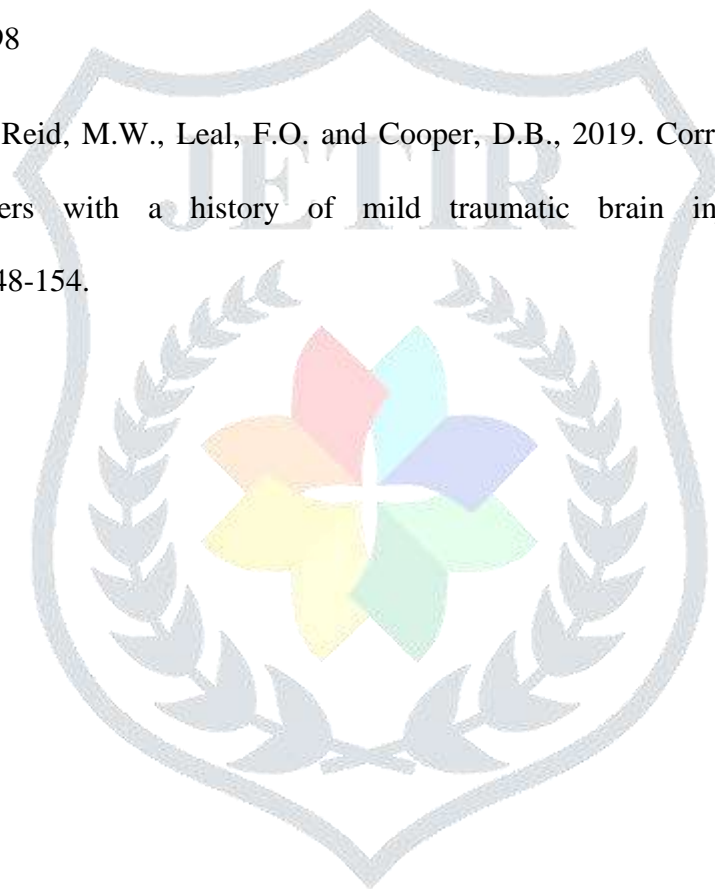 98
Reid, M.W., Leal, F.O. and Cooper, D.B., 2019. Corr
ers with a history of mild traumatic brain in
48-154.
JETIR